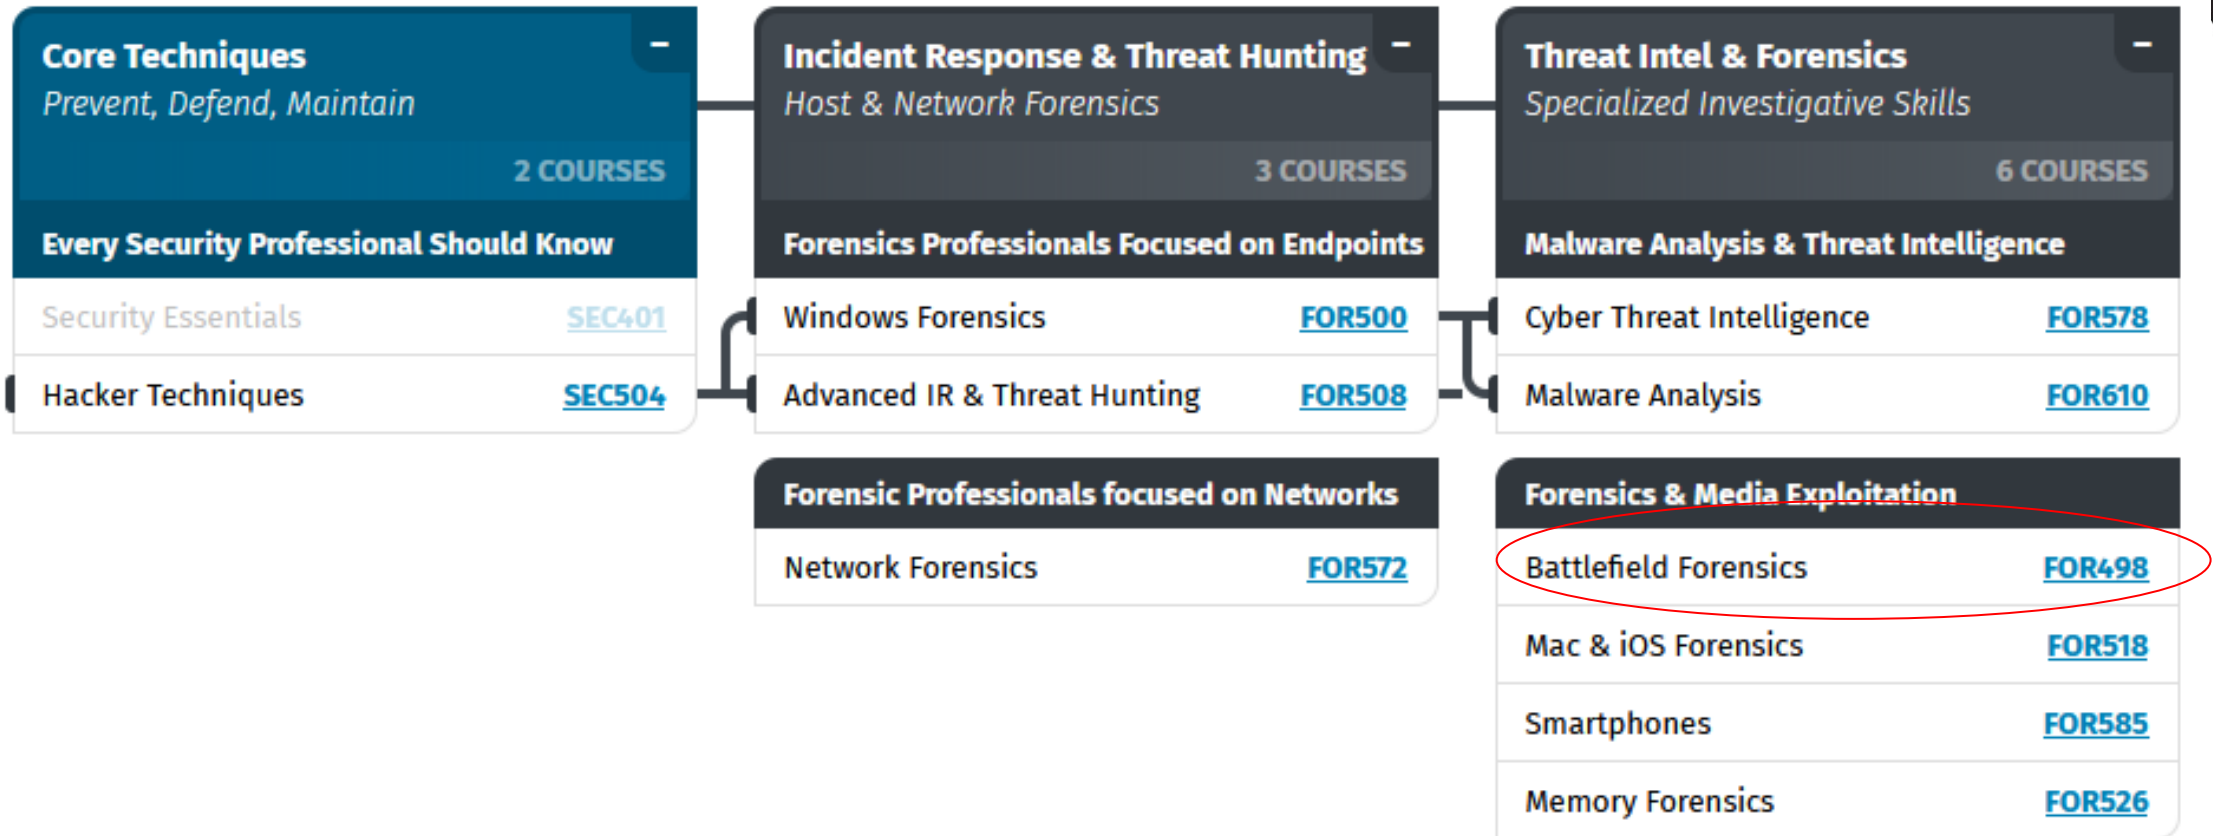 Core Techniques
Prevent, Defend, Maintain
2 COURSES
Every Security Professional Should Know
Security Essentials SEC401
Hacker Techniques SEC504
Incident Response & Threat Hunting
Host & Network Forensics
3 COURSES
Forensics Professionals Focused on Endpoints
Windows Forensics FOR500
Advanced IR & Threat Hunting FOR508
Forensic Professionals focused on Networks
Network Forensics FOR572
Threat Intel & Forensics
Specialized Investigative Skills
6 COURSES
Malware Analysis & Threat Intelligence
Cyber Threat Intelligence FOR578
Malware Analysis FOR610
Forensics & Media Exploitation
Battlefield Forensics FOR498
Mac & iOS Forensics FOR518
Smartphones FOR585
Memory Forensics FOR526